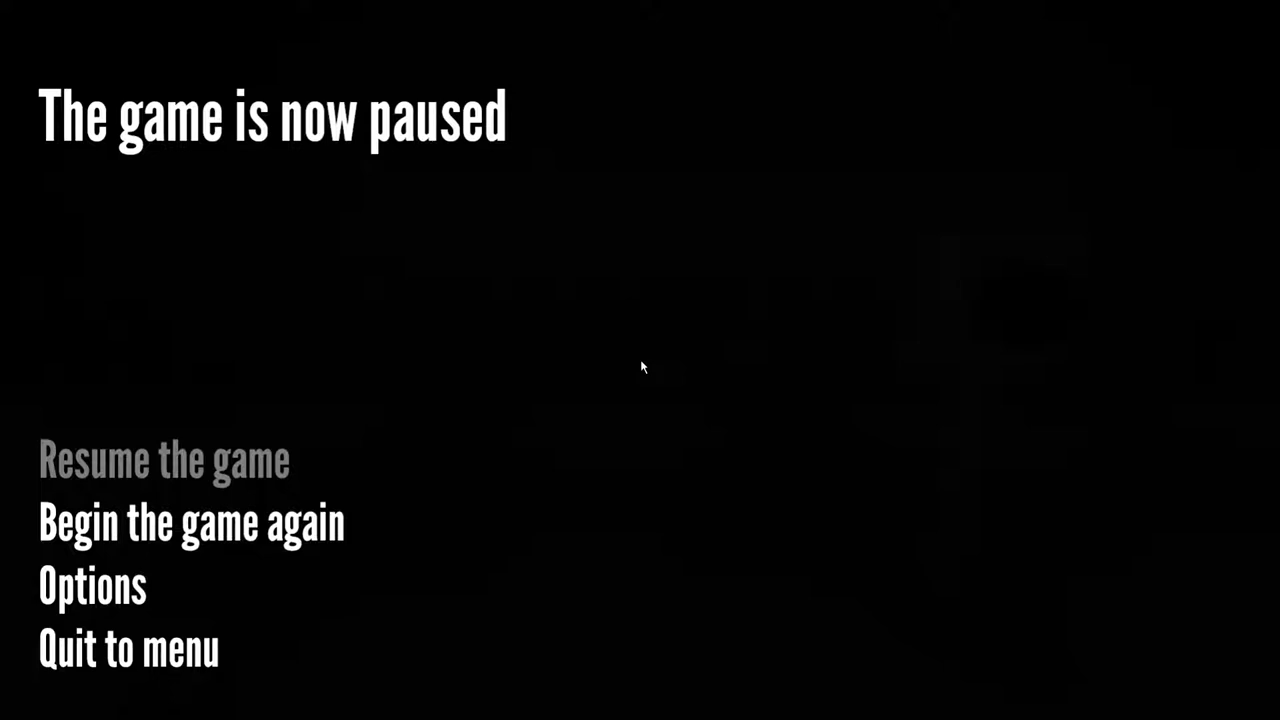 The game is now paused
Resume the game
Begin the game again
Options
Quit to menu